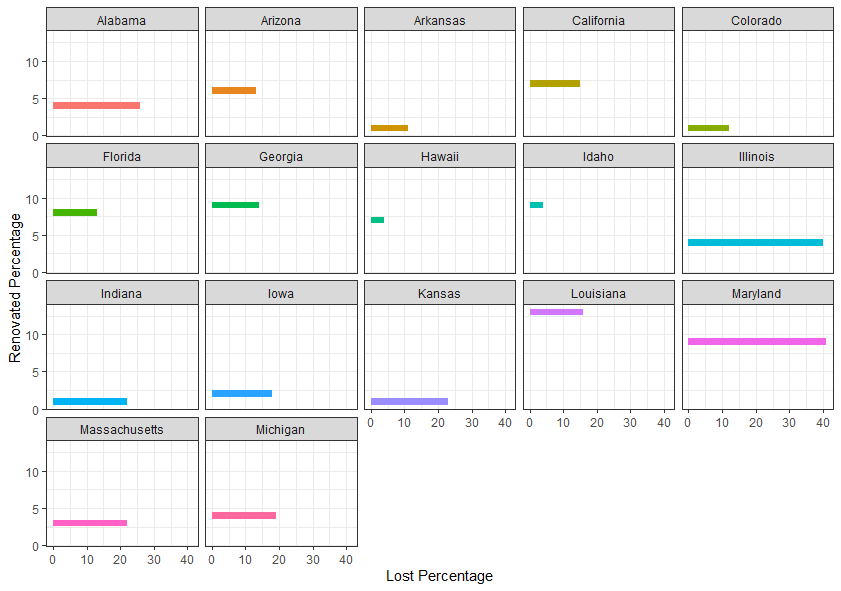 Alabama Arizona Arkansas California Colorado
10
5
0
Florida Georgia Hawaii Idaho Illinois
10
5
0
Renovated Percentage
Indiana Iowa Kansas Louisiana Maryland
10
5
0
0 10 20 30 40 0 10 20 30 40 0 10 20 30 40
Massachusetts Michigan
10
5
0
0 10 20 30 40 0 10 20 30 40
Lost Percentage